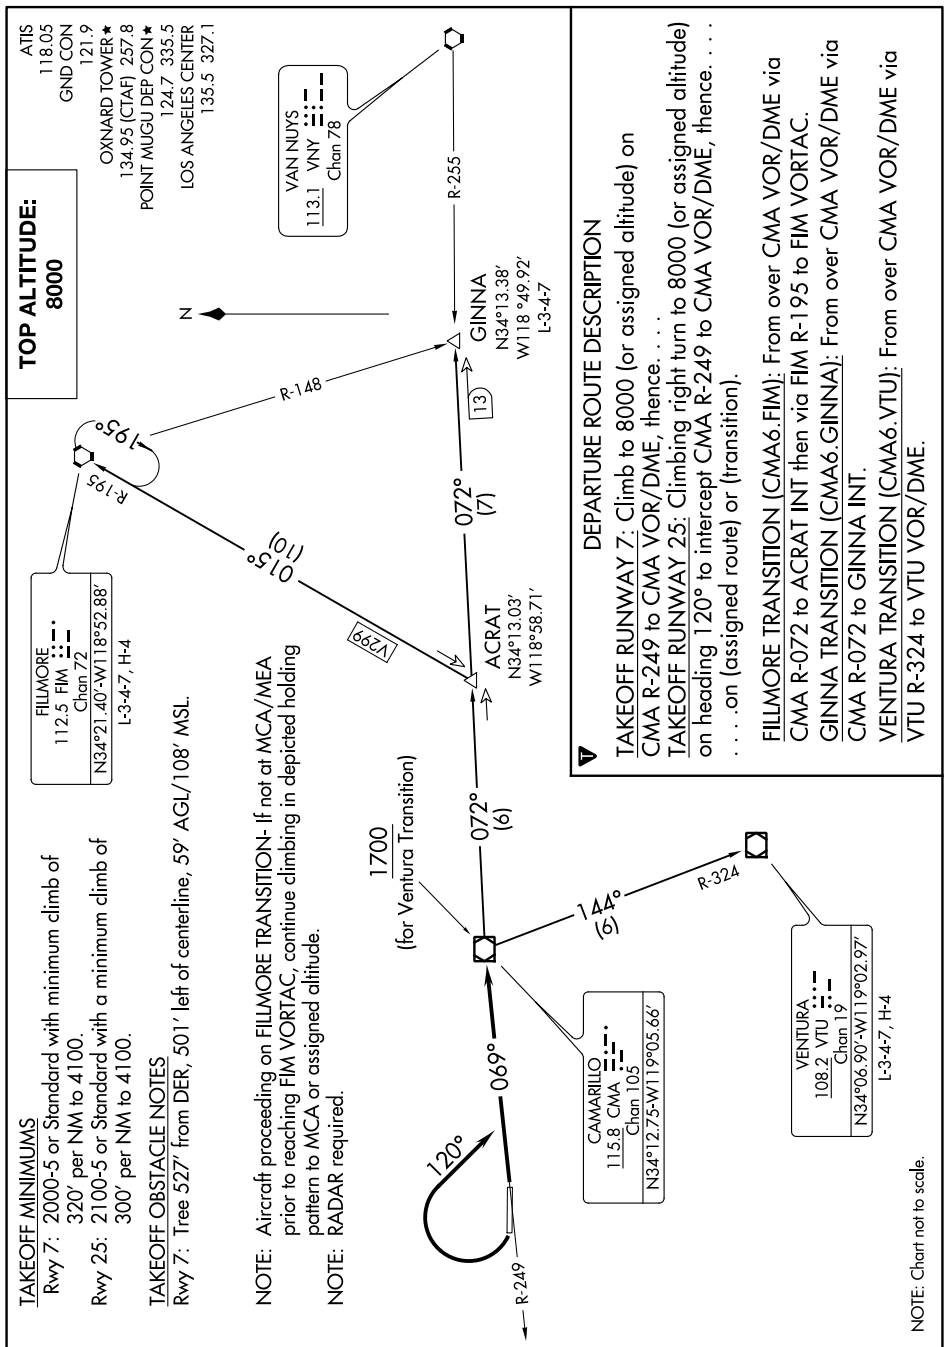 TOP ALTITUDE:
8000
ATIS
118.05
GND CON
121.9
OXNARD TOWER★
134.95 (CTAF) 257.8
POINT MUGU DEP CON★
124.7 335.5
LOS ANGELES CENTER
135.5 327.1
TAKEOFF MINIMUMS
Rwy 7: 2000-5 or Standard with minimum climb of
320' per NM to 4100.
Rwy 25: 2100-5 or Standard with a minimum climb of
300' per NM to 4100.
TAKEOFF OBSTACLE NOTES
Rwy 7: Tree 527' from DER, 501' left of centerline, 59' AGL/108' MSL.
NOTE: Aircraft proceeding on FILLMORE TRANSITION- If not at MCA/MEA
prior to reaching FIM VORTAC, continue climbing in depicted holding
pattern to MCA or assigned altitude.
NOTE: RADAR required.
FILLMORE
112.5 FIM
Chan 72
N34°21.40'-W118°52.88'
L-3-4-7, H-4
195°
R-195
R-148
015°
(10)
V299
N
VAN NUYS
113.1 VNY
Chan 78
R-255
GINNA
N34°13.38'
W118°49.92'
L-3-4-7
13
072°
(7)
ACRAT
N34°13.03'
W118°58.71'
072°
(6)
1700
(for Ventura Transition)
144°
(6)
R-324
069°
120°
R-249
CAMARILLO
115.8 CMA
Chan 105
N34°12.75-W119°05.66'
VENTURA
108.2 VTU
Chan 19
N34°06.90'-W119°02.97'
L-3-4-7, H-4
NOTE: Chart not to scale.
T
DEPARTURE ROUTE DESCRIPTION
TAKEOFF RUNWAY 7: Climb to 8000 (or assigned altitude) on
CMA R-249 to CMA VOR/DME, thence. . . .
TAKEOFF RUNWAY 25: Climbing right turn to 8000 (or assigned altitude)
on heading 120° to intercept CMA R-249 to CMA VOR/DME, thence. . . .
. . . .on (assigned route) or (transition).
FILLMORE TRANSITION (CMA6.FIM): From over CMA VOR/DME via
CMA R-072 to ACRAT INT then via FIM R-195 to FIM VORTAC.
GINNA TRANSITION (CMA6.GINNA): From over CMA VOR/DME via
CMA R-072 to GINNA INT.
VENTURA TRANSITION (CMA6.VTU): From over CMA VOR/DME via
VTU R-324 to VTU VOR/DME.